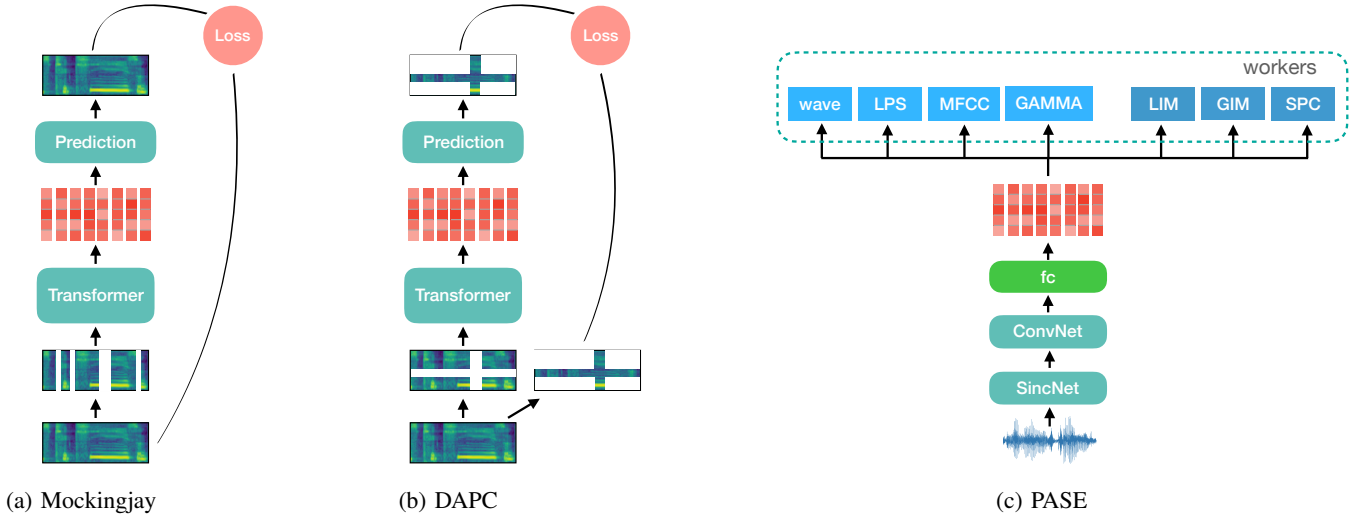 Loss
Prediction
Transformer
(a) Mockingjay
Loss
Prediction
Transformer
(b) DAPC
workers
wave LPS MFCC GAMMA LIM GIM SPC
fc
ConvNet
SincNet
(c) PASE